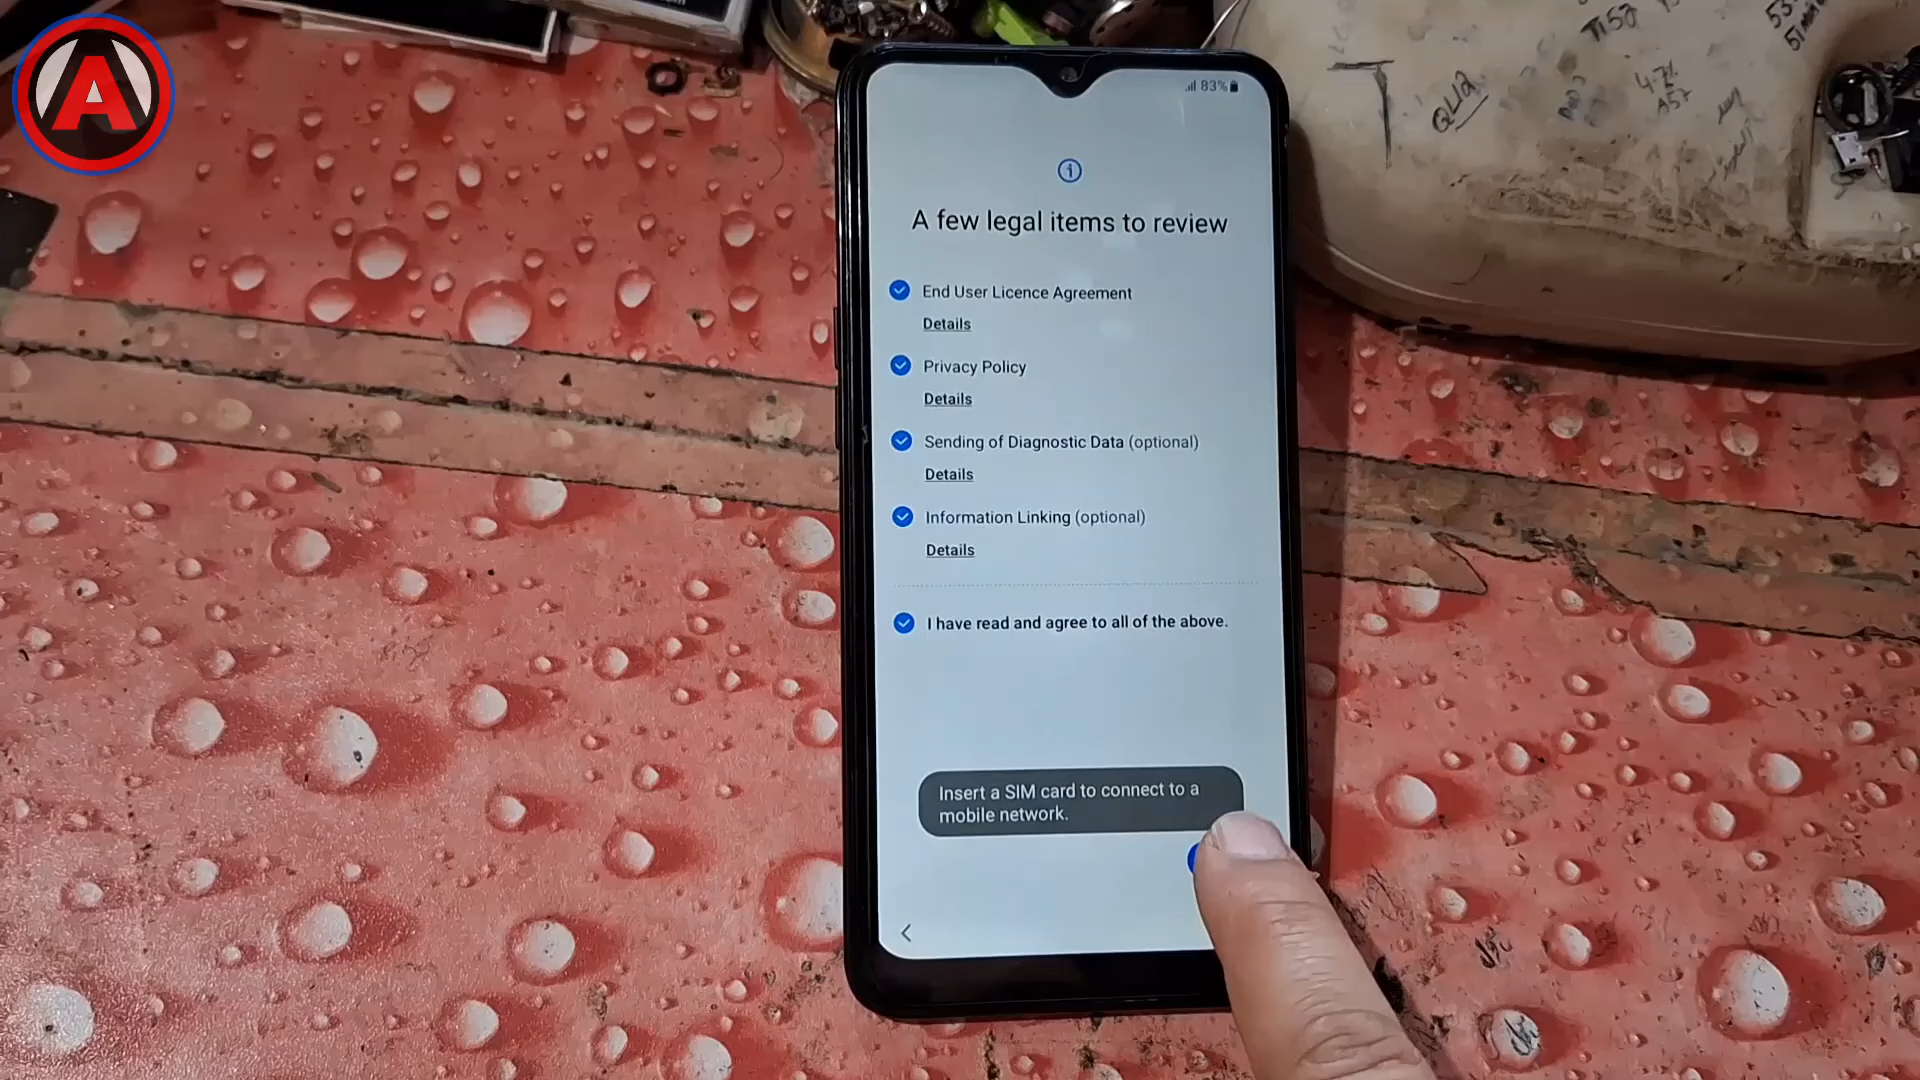 A
83%
A few legal items to review
End User Licence Agreement
Details
Privacy Policy
Details
Sending of Diagnostic Data (optional)
Details
Information Linking (optional)
Details
I have read and agree to all of the above.
Insert a SIM card to connect to a
mobile network.